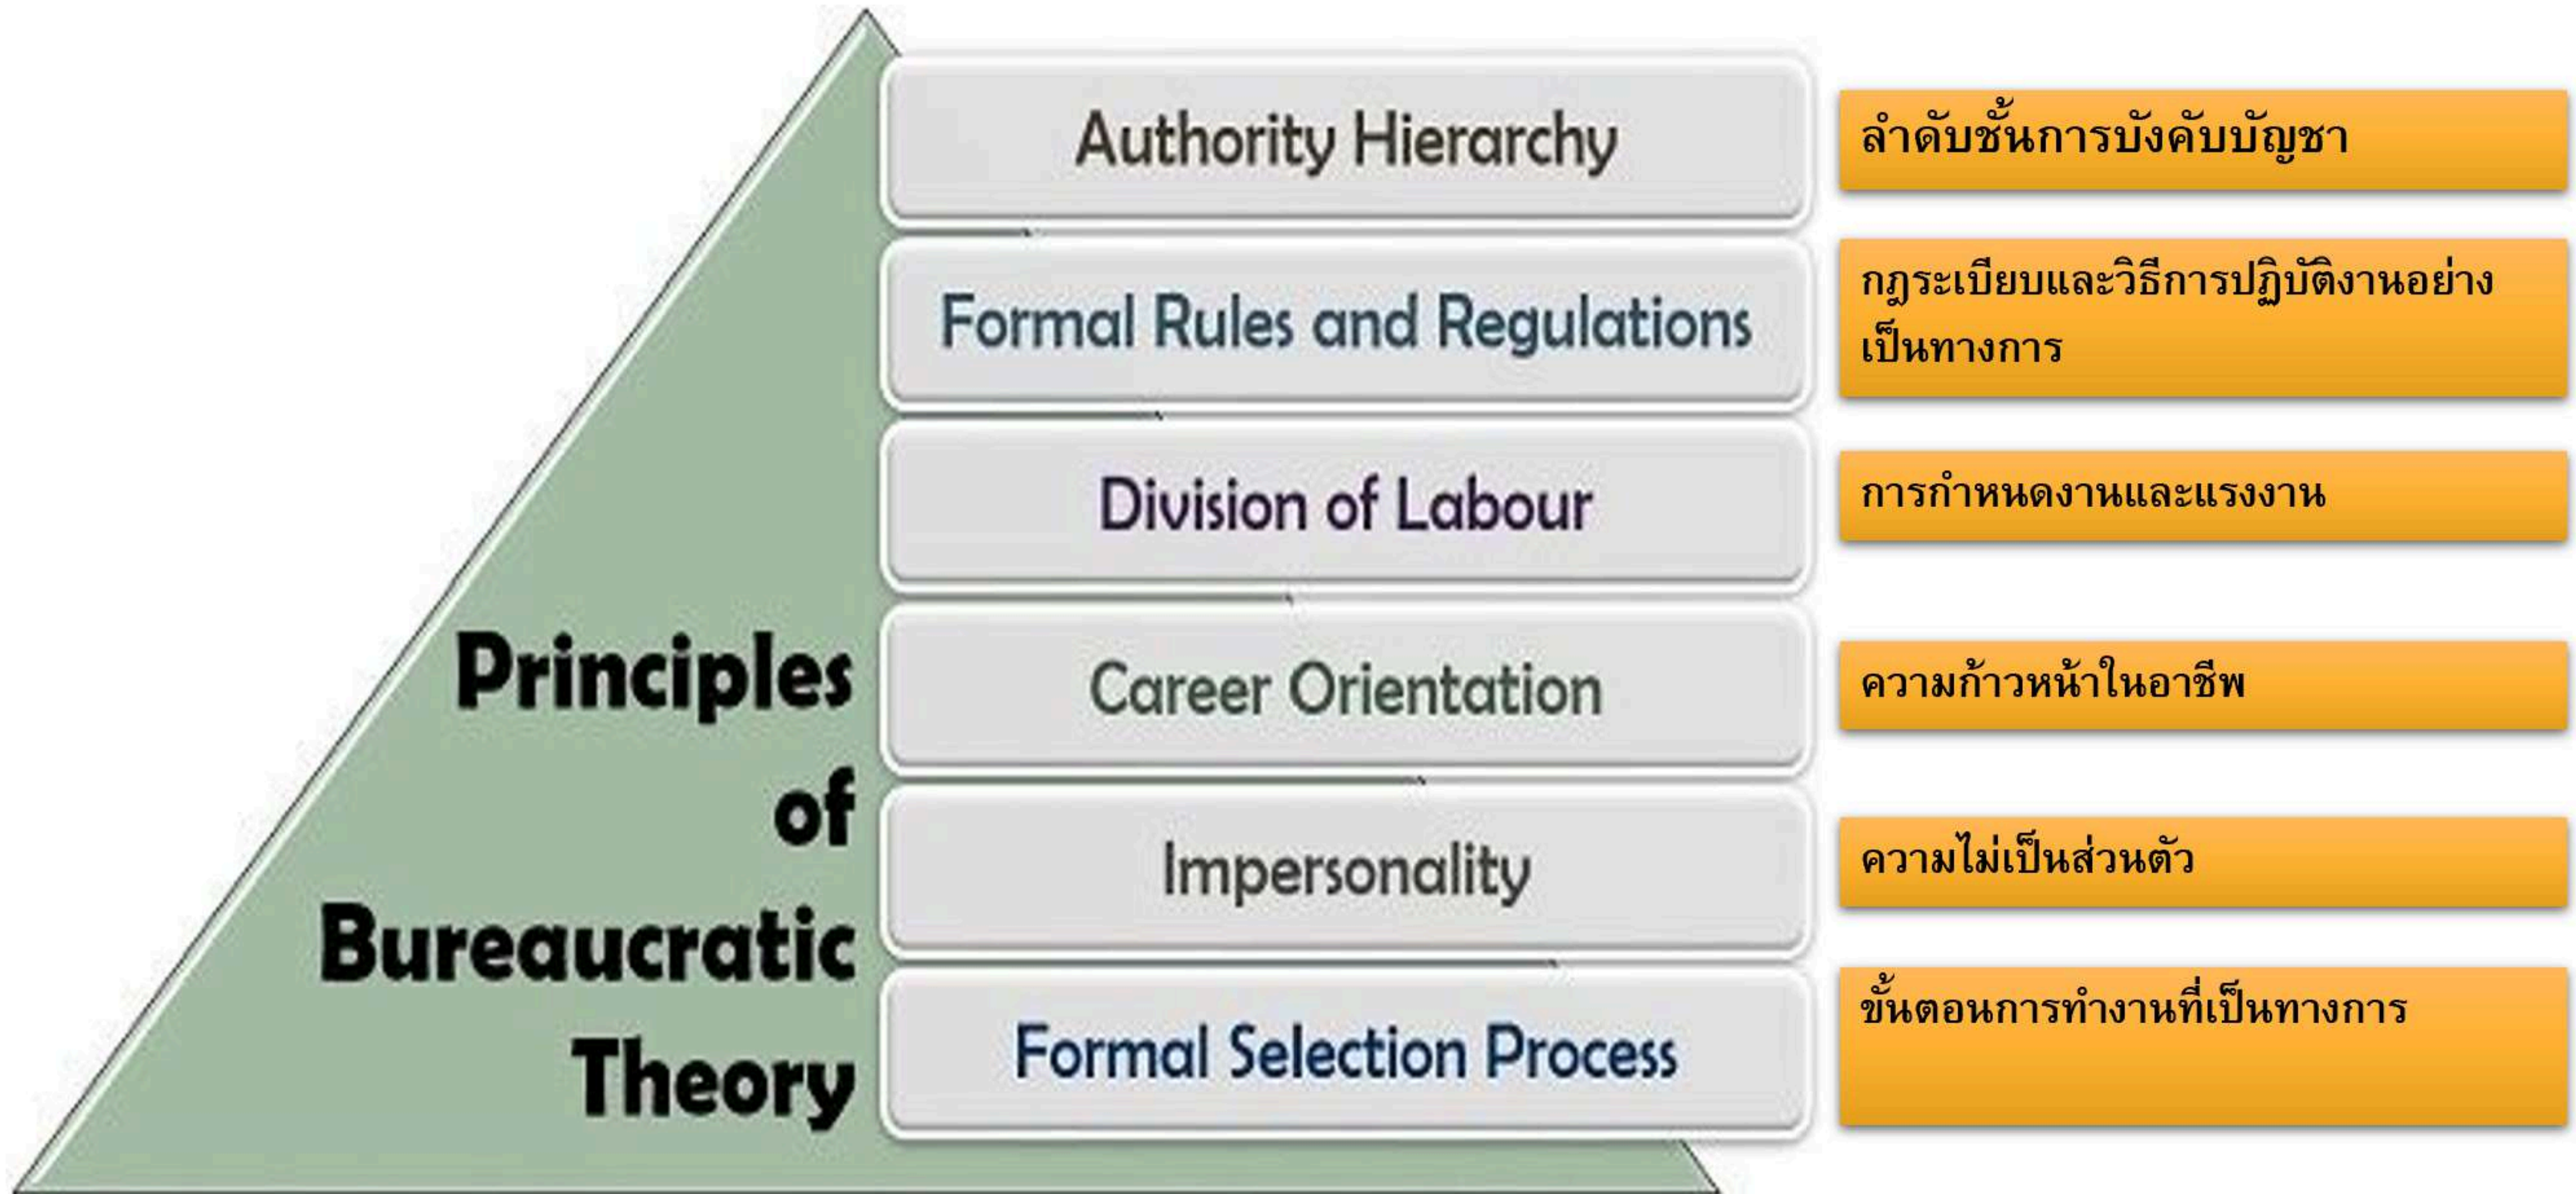 Authority Hierarchy
ลำดับชั้นการบังคับบัญชา
Formal Rules and Regulations
กฎระเบียบและวิธีการปฏิบัติงานอย่าง
เป็นทางการ
Division of Labour
การกำหนดงานและแรงงาน
Career Orientation
ความก้าวหน้าในอาชีพ
Impersonality
ความไม่เป็นส่วนตัว
Formal Selection Process
ขั้นตอนการทำงานที่เป็นทางการ
Principles
of
Bureaucratic
Theory